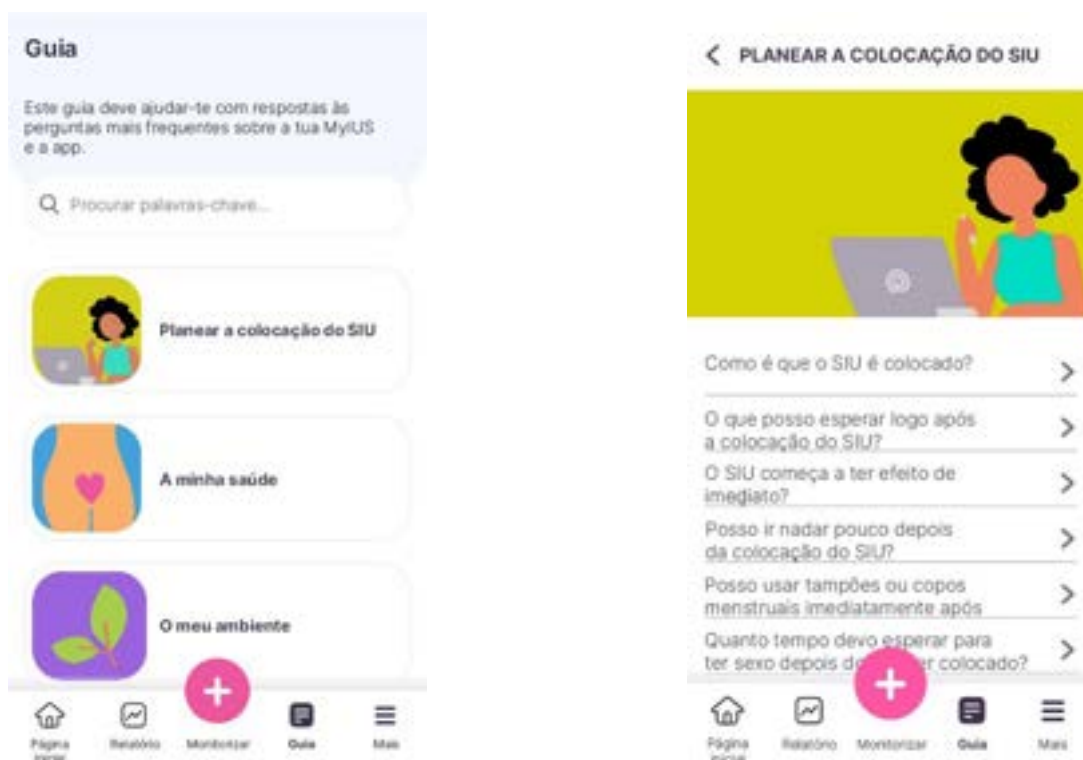 Guia
Este guia deve ajudar-te com respostas às
perguntas mais frequentes sobre a tua MyIUS
e a app.
Procurar palavras-chave...
Planear a colocação do SIU
A minha saúde
O meu ambiente
Página
Inicial
Relatório
Monitorizar
Guia
Mais
PLANEAR A COLOCAÇÃO DO SIU
Como é que o SIU é colocado?
O que posso esperar logo após
a colocação do SIU?
O SIU começa a ter efeito de
imediato?
Posso ir nadar pouco depois
da colocação do SIU?
Posso usar tampões ou copos
menstruais imediatamente após
Quanto tempo devo esperar para
ter sexo depois colocado?
Página
Inicial
Relatório
Monitorizar
Guia
Mais